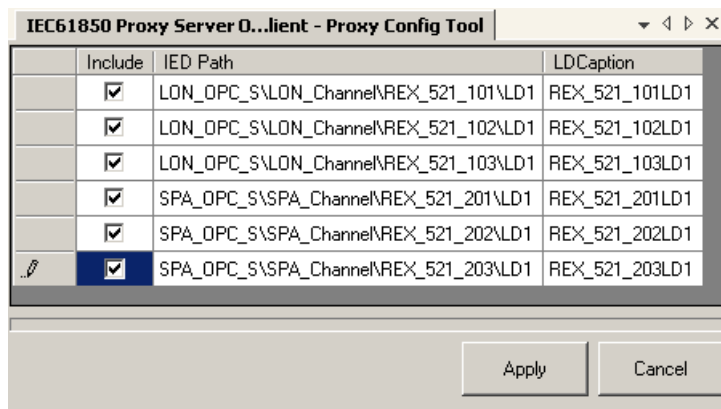 IEC61850 Proxy Server O...lient - Proxy Config Tool
Include IED Path LDCaption
LON_OPC_S\LON_Channel\REX_521_101\LD1 REX_521_101LD1
LON_OPC_S\LON_Channel\REX_521_102\LD1 REX_521_102LD1
LON_OPC_S\LON_Channel\REX_521_103\LD1 REX_521_103LD1
SPA_OPC_S\SPA_Channel\REX_521_201\LD1 REX_521_201LD1
SPA_OPC_S\SPA_Channel\REX_521_202\LD1 REX_521_202LD1
SPA_OPC_S\SPA_Channel\REX_521_203\LD1 REX_521_203LD1
Apply Cancel